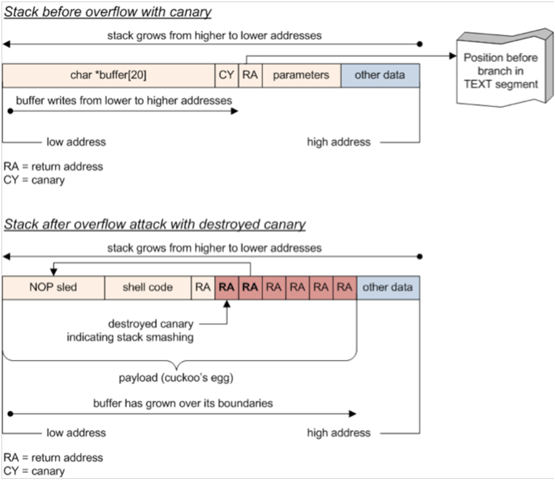 Stack before overflow with canary
stack grows from higher to lower addresses
char *buffer[20] CY RA parameters other data
Position before
branch in
TEXT segment
buffer writes from lower to higher addresses
low address high address
RA = return address
CY = canary
Stack after overflow attack with destroyed canary
stack grows from higher to lower addresses
NOP sled shell code RA RA RA RA RA RA RA other data
destroyed canary
indicating stack smashing
payload (cuckoo's egg)
buffer has grown over its boundaries
low address high address
RA = return address
CY = canary